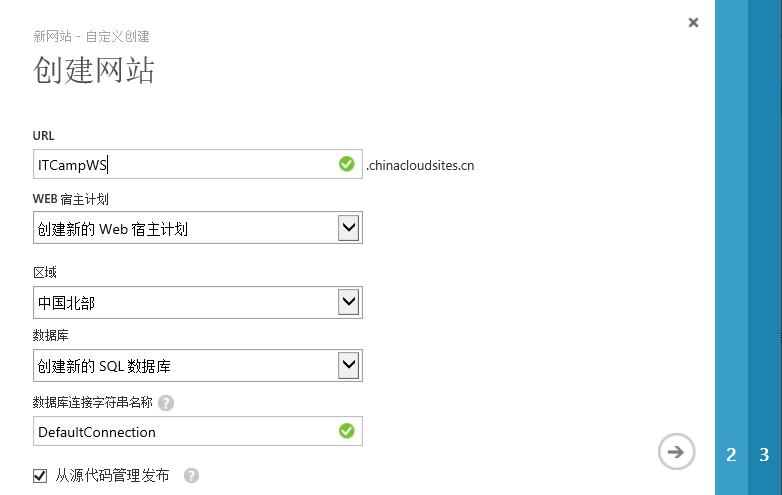 新网站 - 自定义创建
创建网站
URL
ITCampWS .chinacloudsites.cn
WEB 宿主计划
创建新的 Web 宿主计划
区域
中国北部
数据库
创建新的 SQL 数据库
数据库连接字符串名称 ?
DefaultConnection
从源代码管理发布 ?
2 3